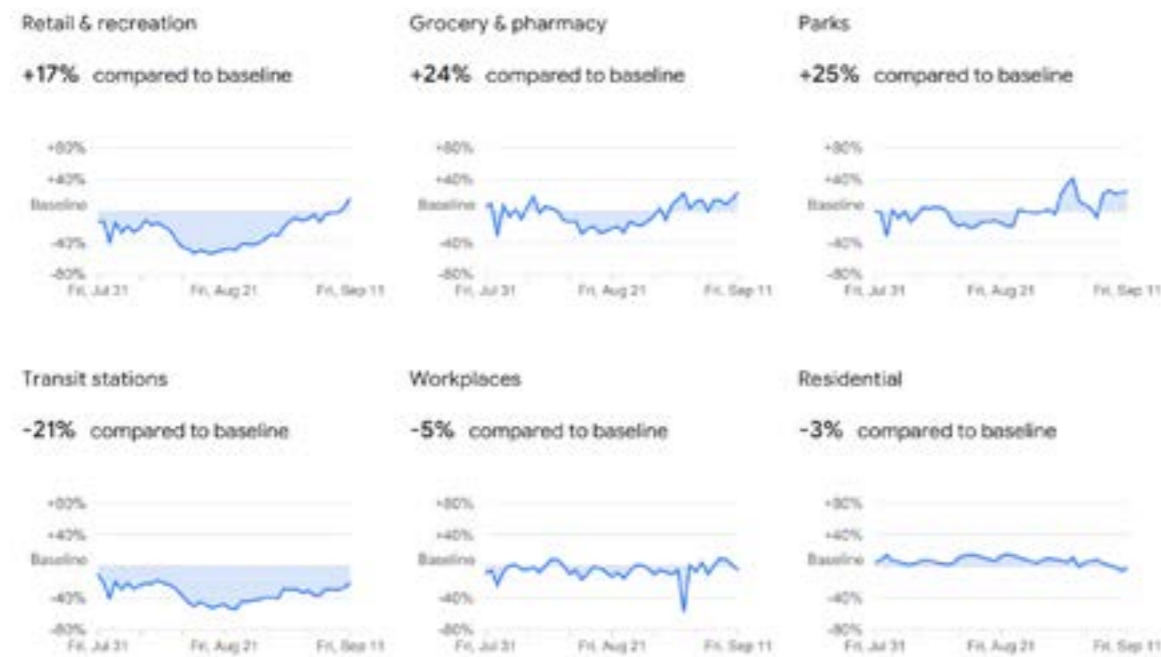 Retail & recreation
+17% compared to baseline
+80%
+40%
Baseline
-40%
-80%
Fri, Jul 31 Fri, Aug 21 Fri, Sep 11
Grocery & pharmacy
+24% compared to baseline
+80%
+40%
Baseline
-40%
-80%
Fri, Jul 31 Fri, Aug 21 Fri, Sep 11
Parks
+25% compared to baseline
+80%
+40%
Baseline
-40%
-80%
Fri, Jul 31 Fri, Aug 21 Fri, Sep 11
Transit stations
-21% compared to baseline
+80%
+40%
Baseline
-40%
-80%
Fri, Jul 31 Fri, Aug 21 Fri, Sep 11
Workplaces
-5% compared to baseline
+80%
+40%
Baseline
-40%
-80%
Fri, Jul 31 Fri, Aug 21 Fri, Sep 11
Residential
-3% compared to baseline
+80%
+40%
Baseline
-40%
-80%
Fri, Jul 31 Fri, Aug 21 Fri, Sep 11